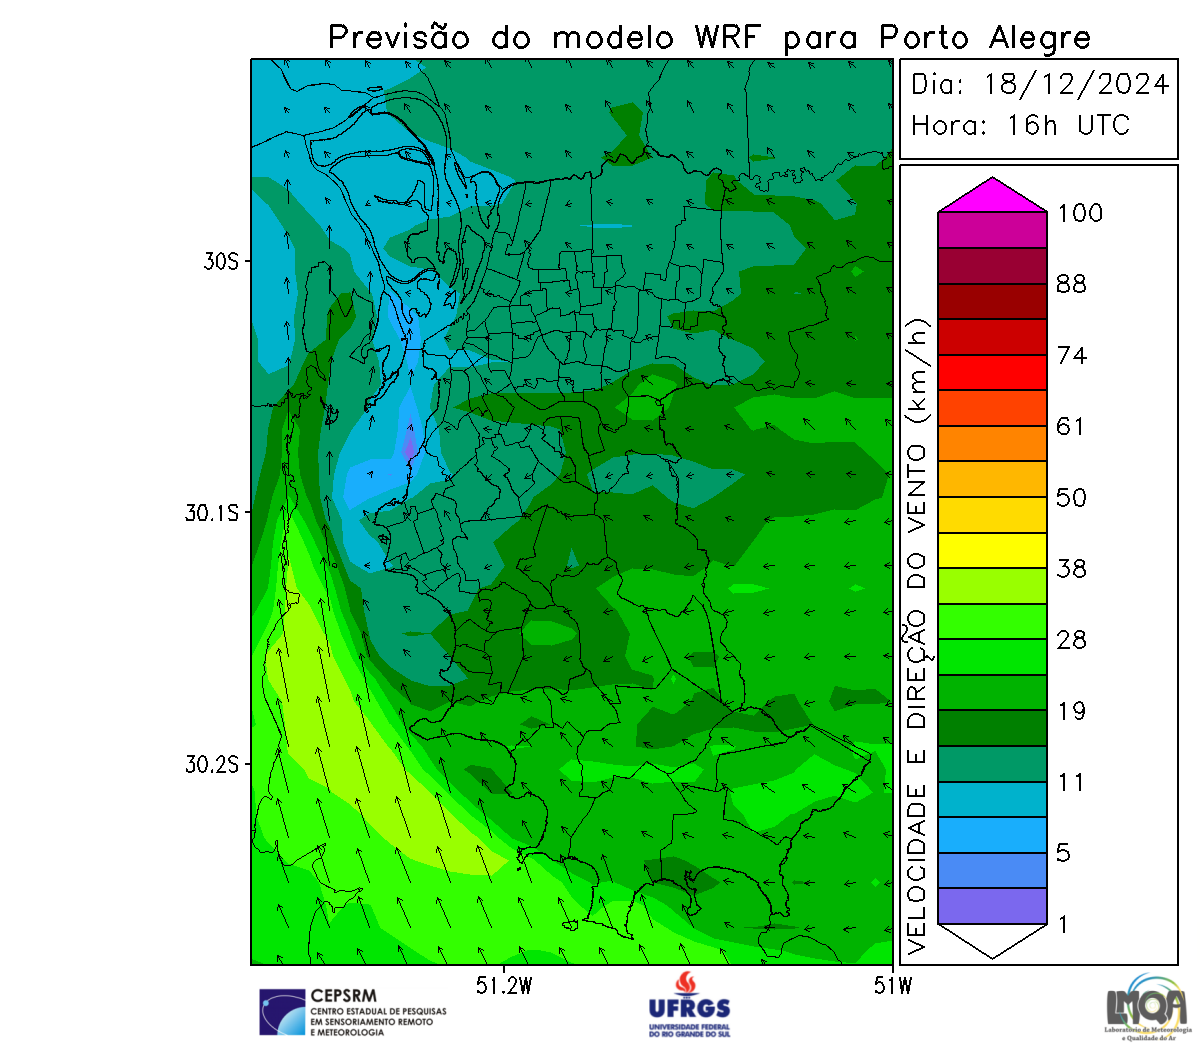 Previsão do modelo WRF para Porto Alegre
Dia: 18/12/2024
Hora: 16h UTC
30S
30.1S
30.2S
51.2W
51W
VELOCIDADE E DIREÇÃO DO VENTO (km/h)
100
88
74
61
50
38
28
19
11
5
1
CEPSRM
CENTRO ESTADUAL DE PESQUISAS
EM SENSORIAMENTO REMOTO
E METEOROLOGIA
UFRGS
UNIVERSIDADE FEDERAL
DO RIO GRANDE DO SUL
LMQA
Laboratório de Meteorologia
e Qualidade do Ar